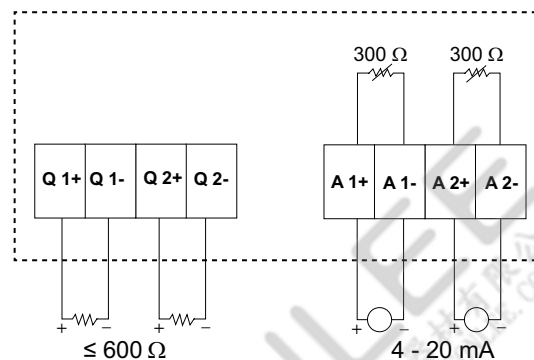 300 Ω 300 Ω
Q 1+ Q 1- Q 2+ Q 2- A 1+ A 1- A 2+ A 2-
+ − + − + − + −
≤ 600 Ω 4 - 20 mA